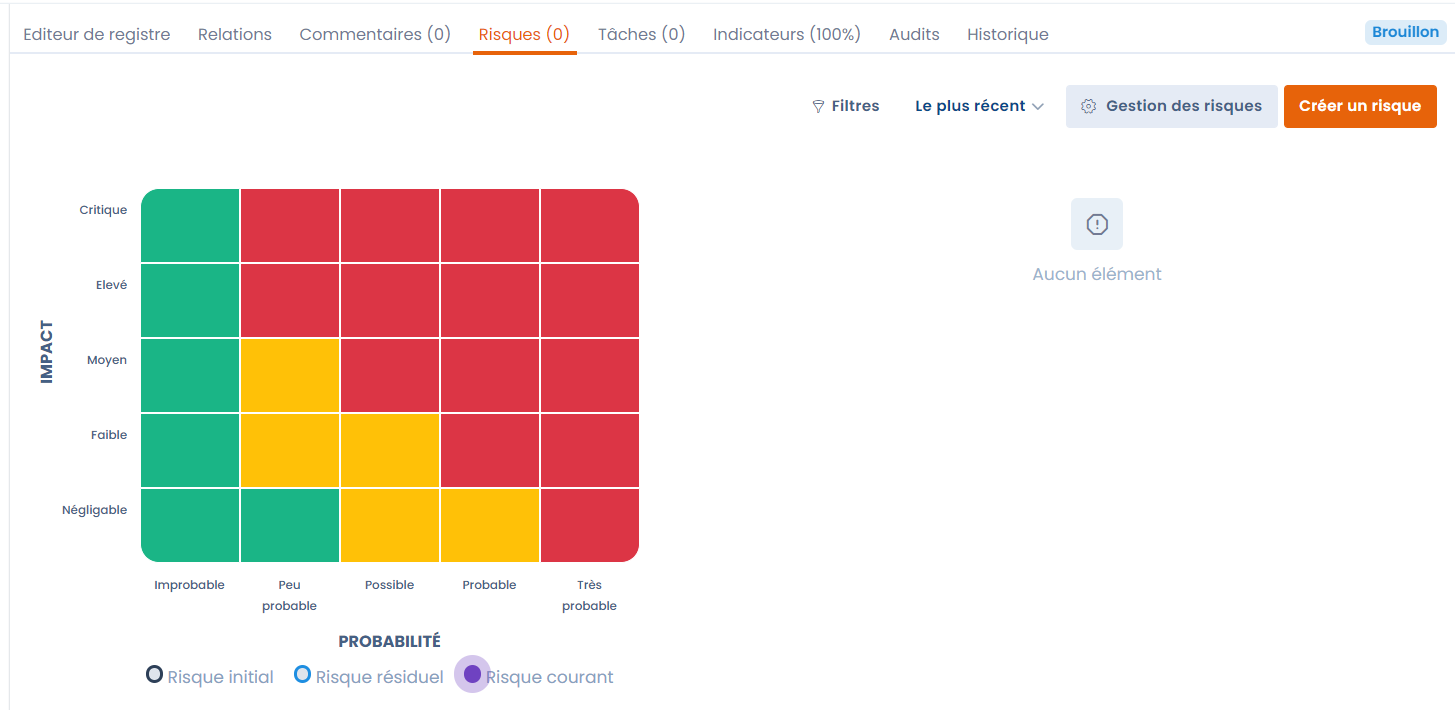 Editeur de registre Relations Commentaires (0) Risques (0) Tâches (0) Indicateurs (100%) Audits Historique Brouillon
Filtres Le plus récent Gestion des risques Créer un risque
Critique
Elevé
Moyen
Faible
Négligable
IMPACT
Improbable Peu probable Possible Probable Très probable
PROBABILITÉ
Risque initial Risque résiduel Risque courant
Aucun élément